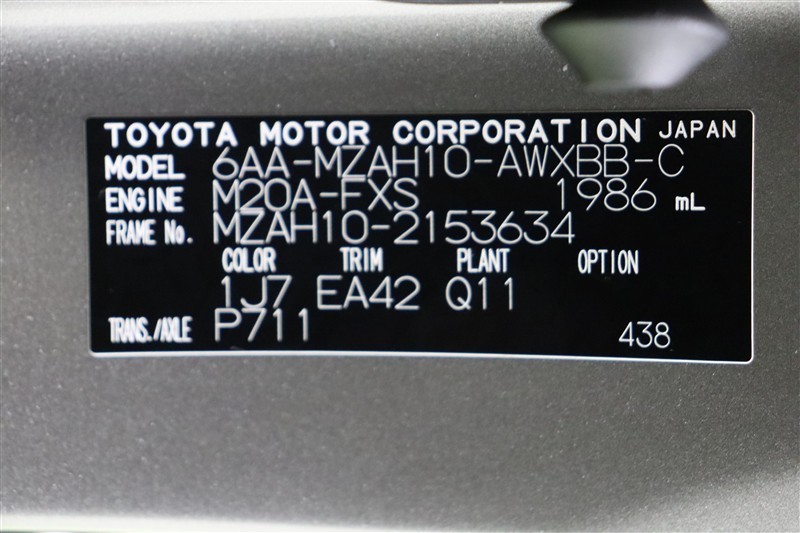 TOYOTA MOTOR CORPORATION JAPAN
MODEL 6AA-MZAH10-AWXBB-C
ENGINE M20A-FXS 1986 mL
FRAME No. MZAH10-2153634
COLOR TRIM PLANT OPTION
1J7 EA42 Q11
TRANS./AXLE P711 438